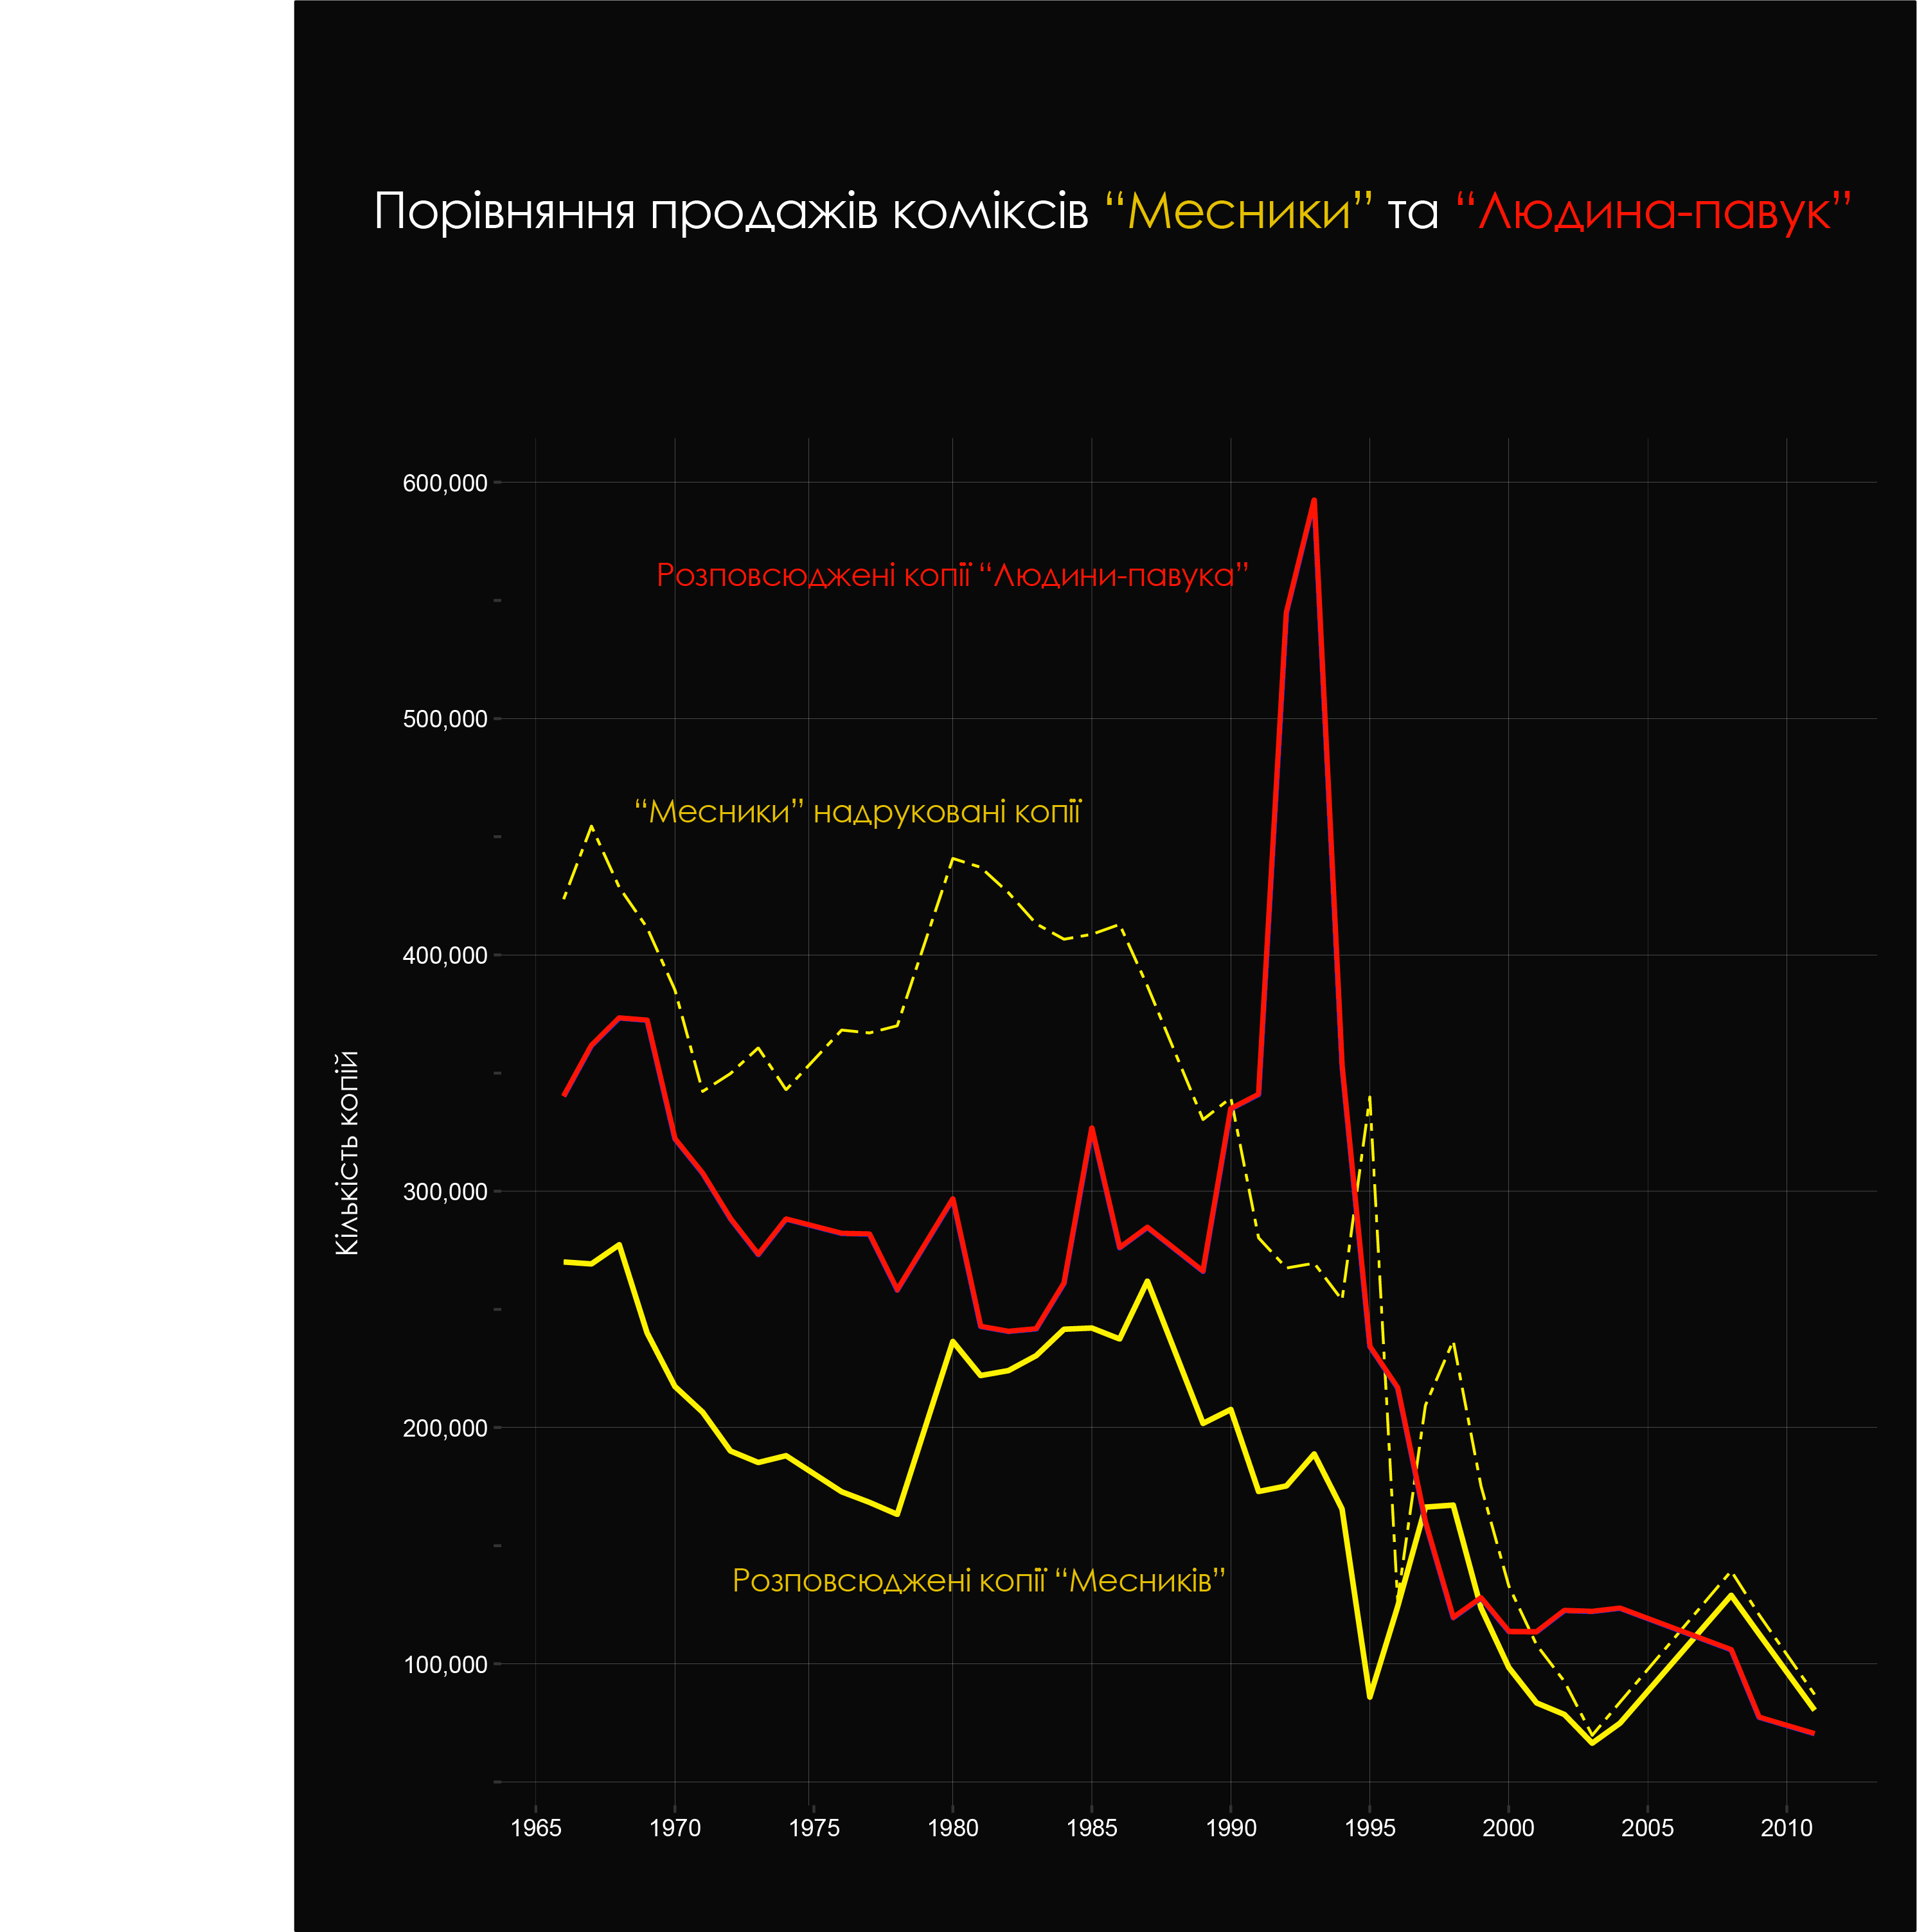 Порівняння продажів коміксів “Месники” та “Людина-павук”
600,000
Розповсюджені копії “Людини-павука”
500,000
“Месники” надруковані копії
400,000
Кількість копій
300,000
200,000
Розповсюджені копії “Месників”
100,000
1965 1970 1975 1980 1985 1990 1995 2000 2005 2010